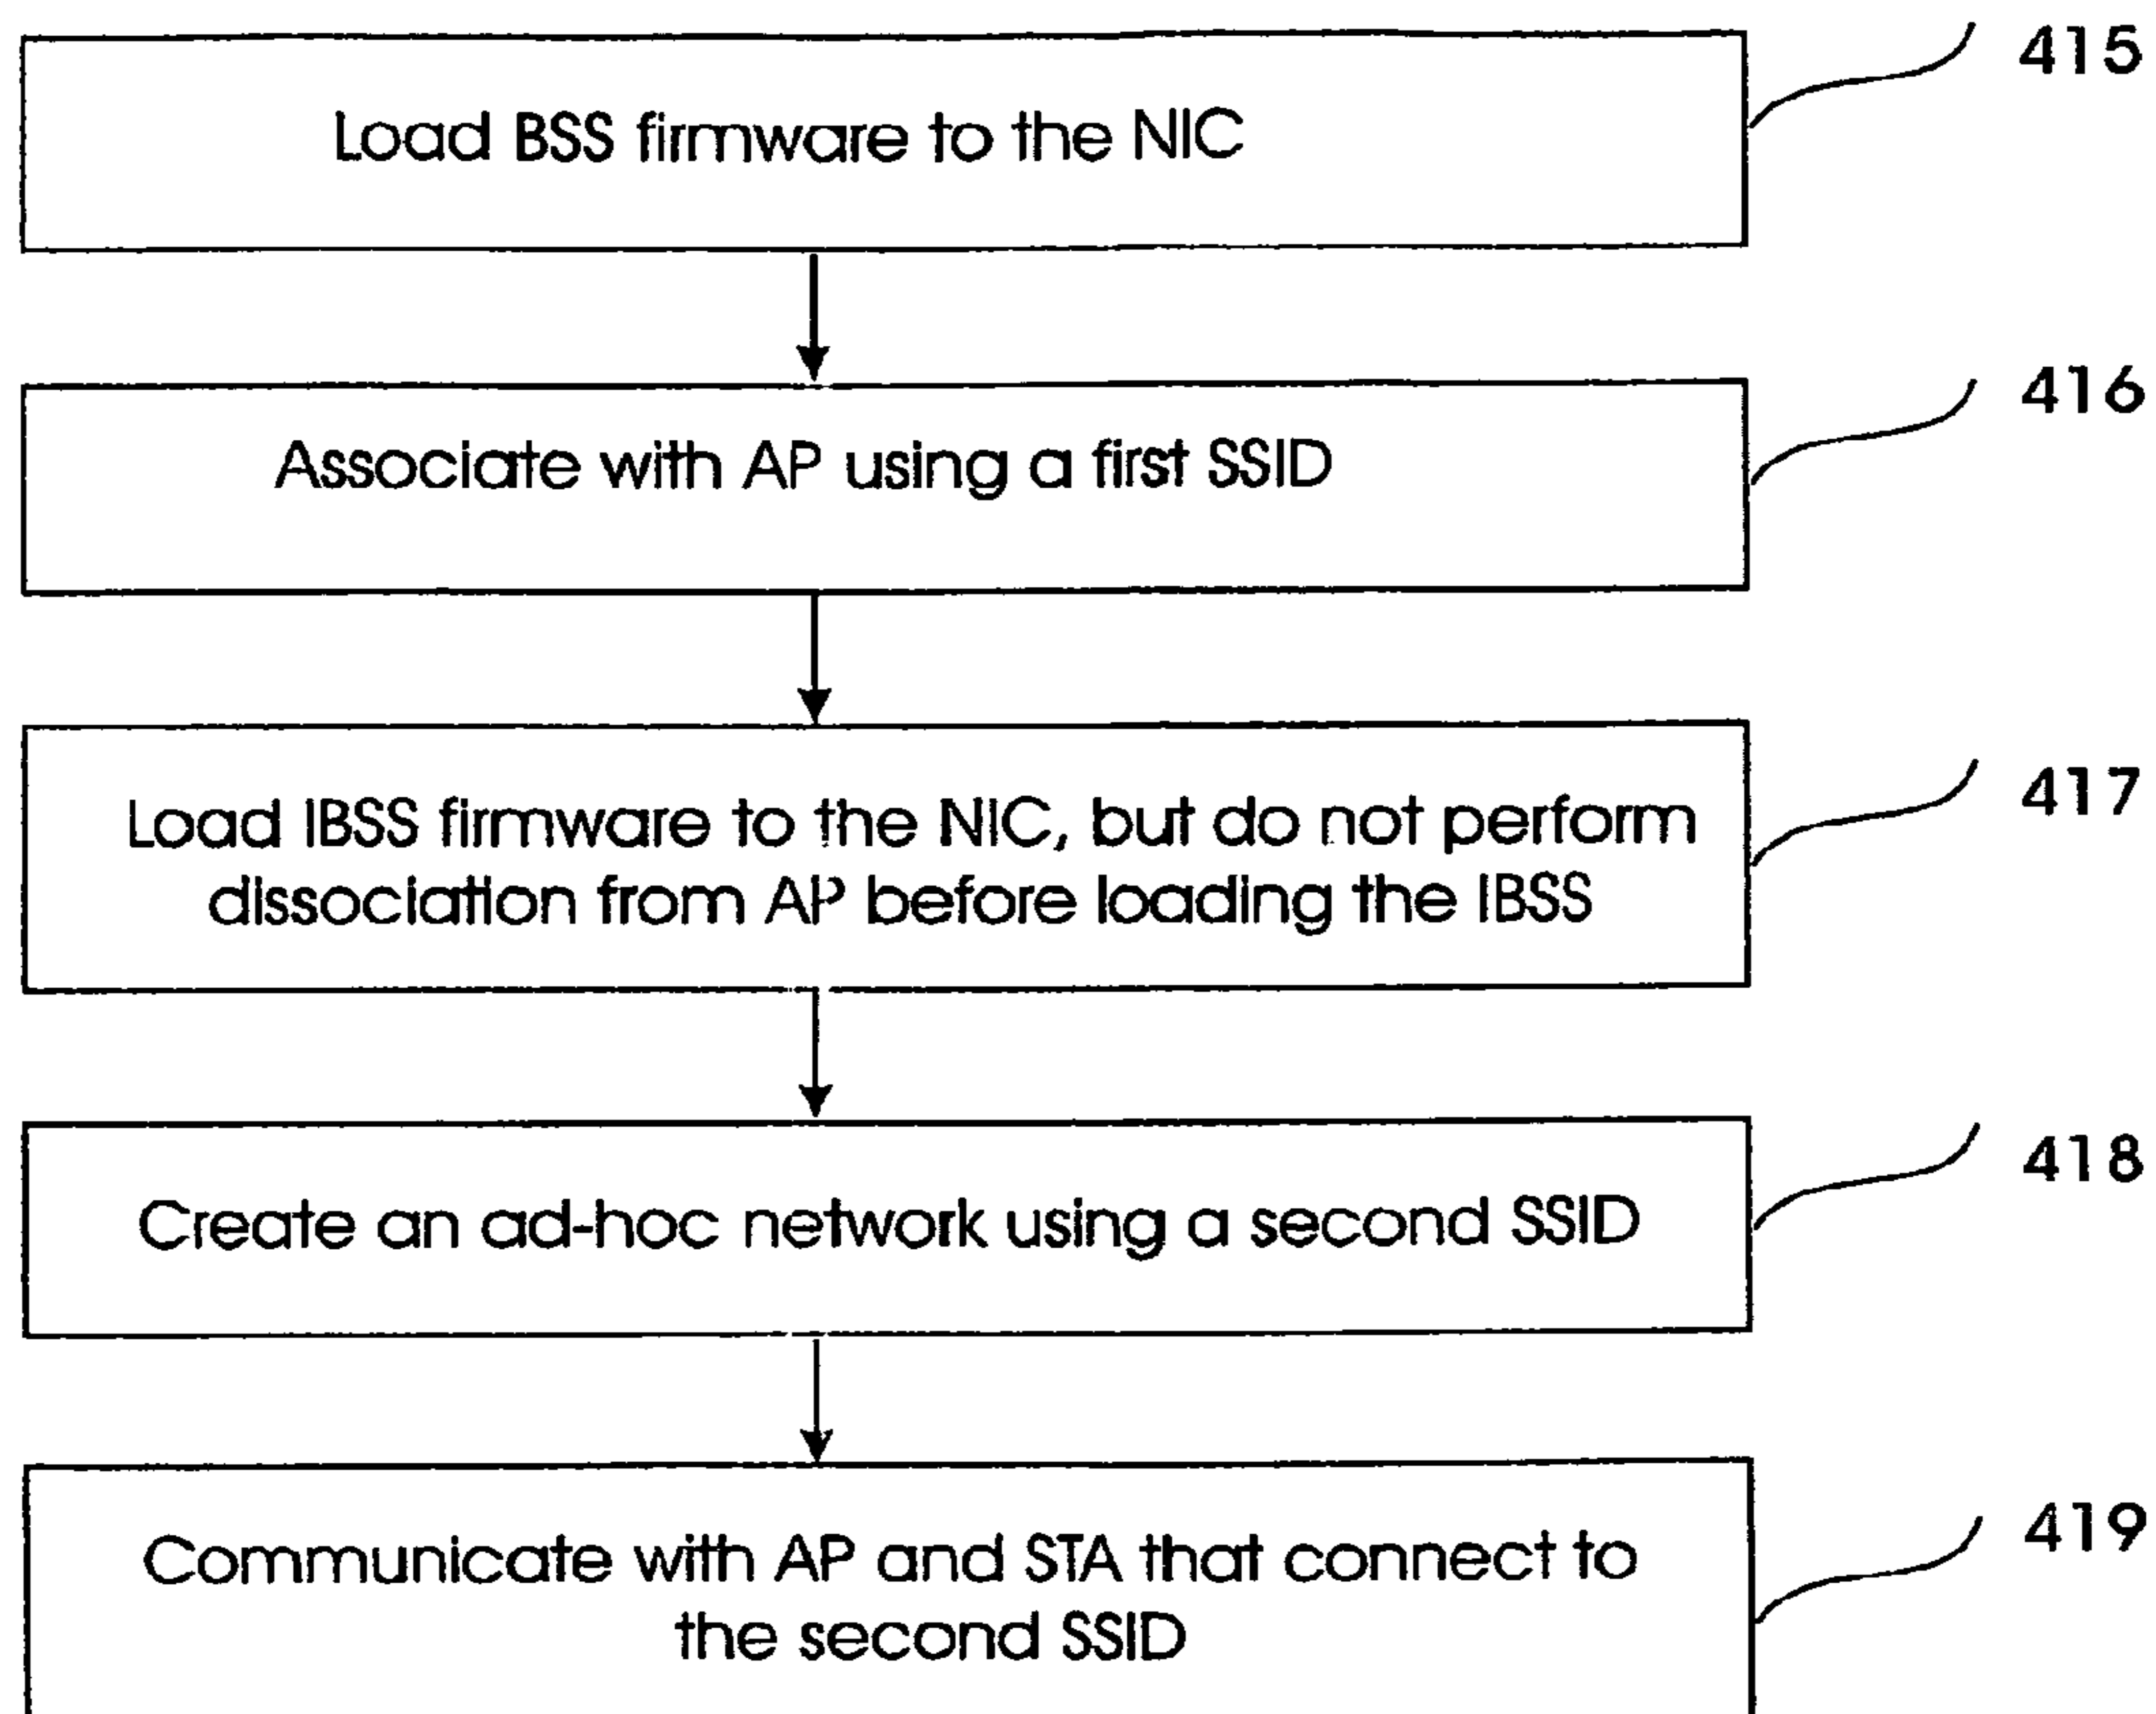 415
Load BSS firmware to the NIC
416
Associate with AP using a first SSID
417
Load IBSS firmware to the NIC, but do not perform
dissociation from AP before loading the IBSS
418
Create an ad-hoc network using a second SSID
419
Communicate with AP and STA that connect to
the second SSID